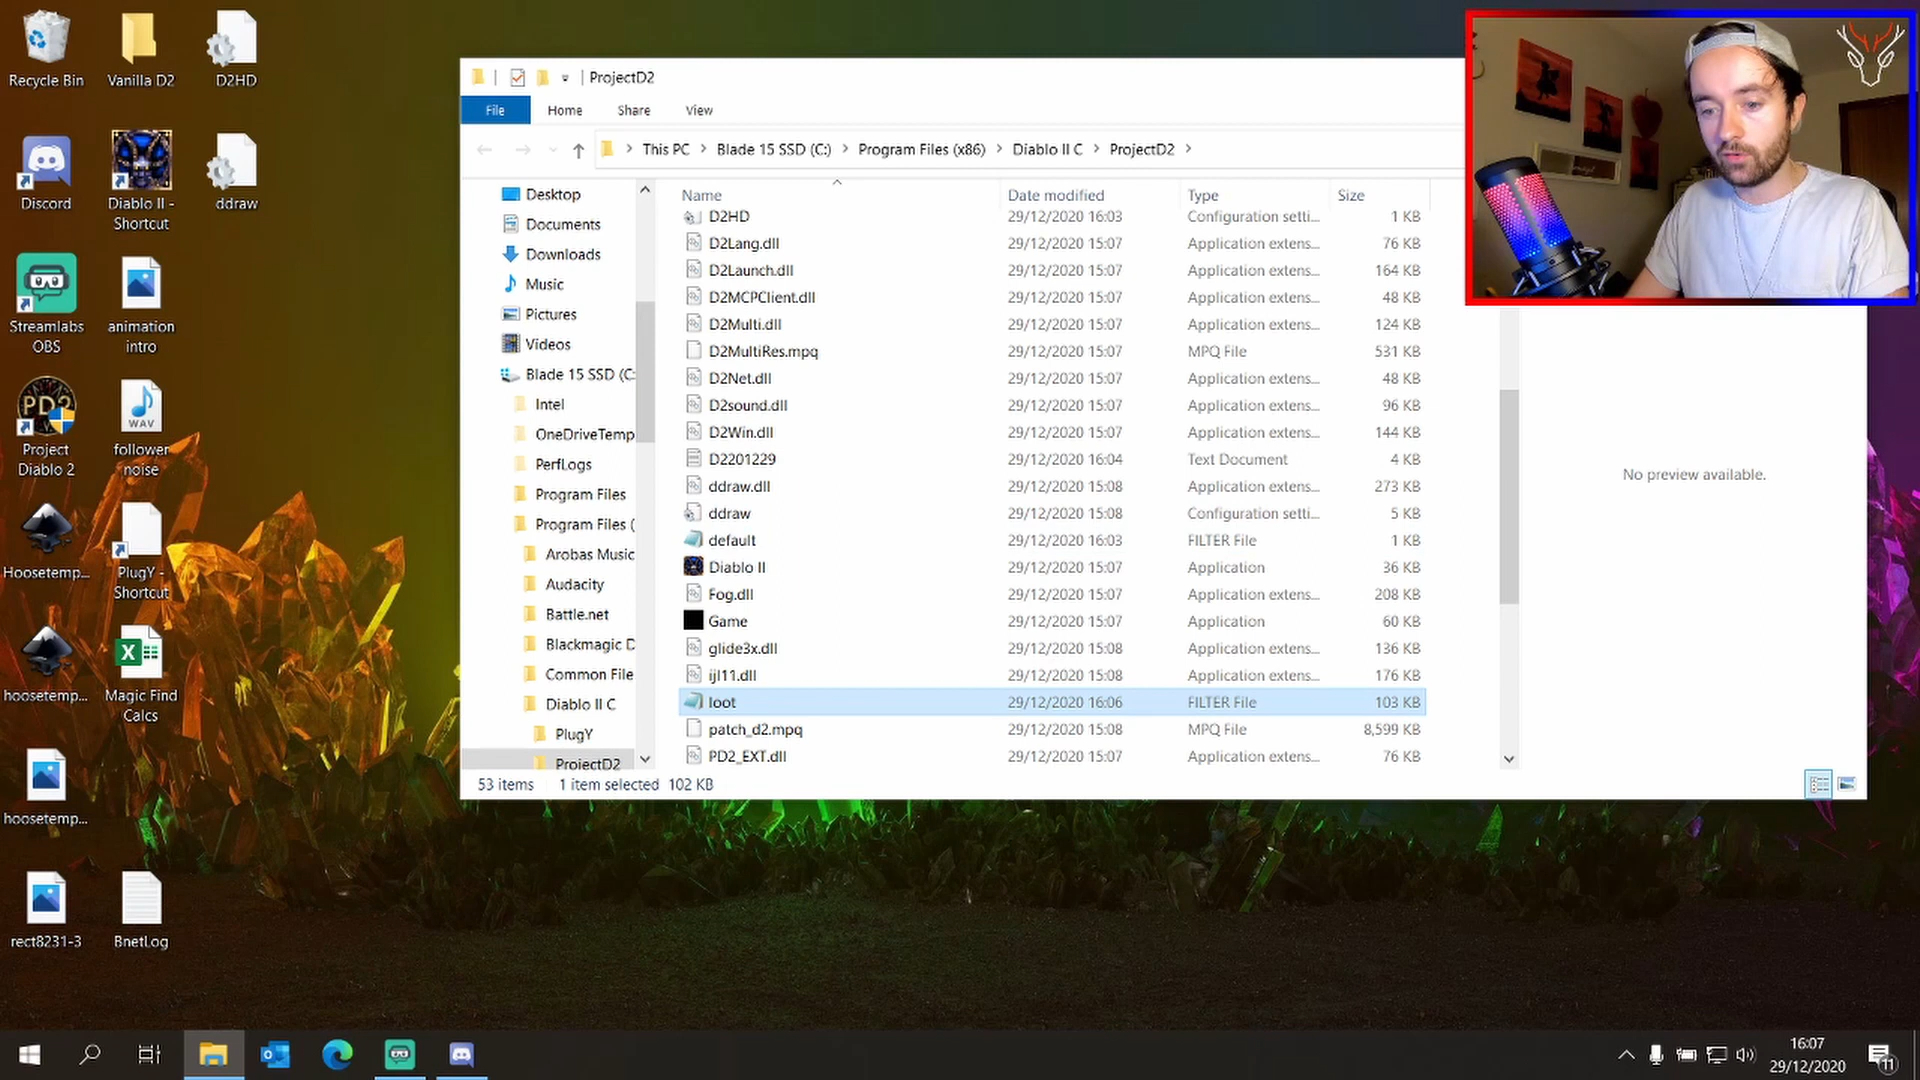 Recycle Bin
Vanilla D2
D2HD
Discord
Diablo II -
Shortcut
ddraw
Streamlabs
OBS
animation
intro
Project
Diablo 2
follower
noise
WAV
PD2
Hoosetemp...
PlugY -
Shortcut
hoosetemp...
Magic Find
Calcs
hoosetemp...
rect8231-3
BnetLog
ProjectD2
File
Home
Share
View
This PC
Blade 15 SSD (C:)
Program Files (x86)
Diablo II C
ProjectD2
Desktop
Documents
Downloads
Music
Pictures
Videos
Blade 15 SSD (C:
Intel
OneDriveTemp
PerfLogs
Program Files
Program Files (
Arobas Music
Audacity
Battle.net
Blackmagic D
Common File
Diablo II C
PlugY
ProjectD2
Name Date modified Type Size
D2HD 29/12/2020 16:03 Configuration setti... 1 KB
D2Lang.dll 29/12/2020 15:07 Application extens... 76 KB
D2Launch.dll 29/12/2020 15:07 Application extens... 164 KB
D2MCPClient.dll 29/12/2020 15:07 Application extens... 48 KB
D2Multi.dll 29/12/2020 15:07 Application extens... 124 KB
D2MultiRes.mpq 29/12/2020 15:07 MPQ File 531 KB
D2Net.dll 29/12/2020 15:07 Application extens... 48 KB
D2sound.dll 29/12/2020 15:07 Application extens... 96 KB
D2Win.dll 29/12/2020 15:07 Application extens... 144 KB
D2201229 29/12/2020 16:04 Text Document 4 KB
ddraw.dll 29/12/2020 15:08 Application extens... 273 KB
ddraw 29/12/2020 15:08 Configuration setti... 5 KB
default 29/12/2020 16:03 FILTER File 1 KB
Diablo II 29/12/2020 15:07 Application 36 KB
Fog.dll 29/12/2020 15:07 Application extens... 208 KB
Game 29/12/2020 15:07 Application 60 KB
glide3x.dll 29/12/2020 15:08 Application extens... 136 KB
ijl11.dll 29/12/2020 15:07 Application extens... 176 KB
loot 29/12/2020 16:06 FILTER File 103 KB
patch_d2.mpq 29/12/2020 15:08 MPQ File 8,599 KB
PD2_EXT.dll 29/12/2020 15:07 Application extens... 76 KB
No preview available.
53 items 1 item selected 102 KB
16:07
29/12/2020
11